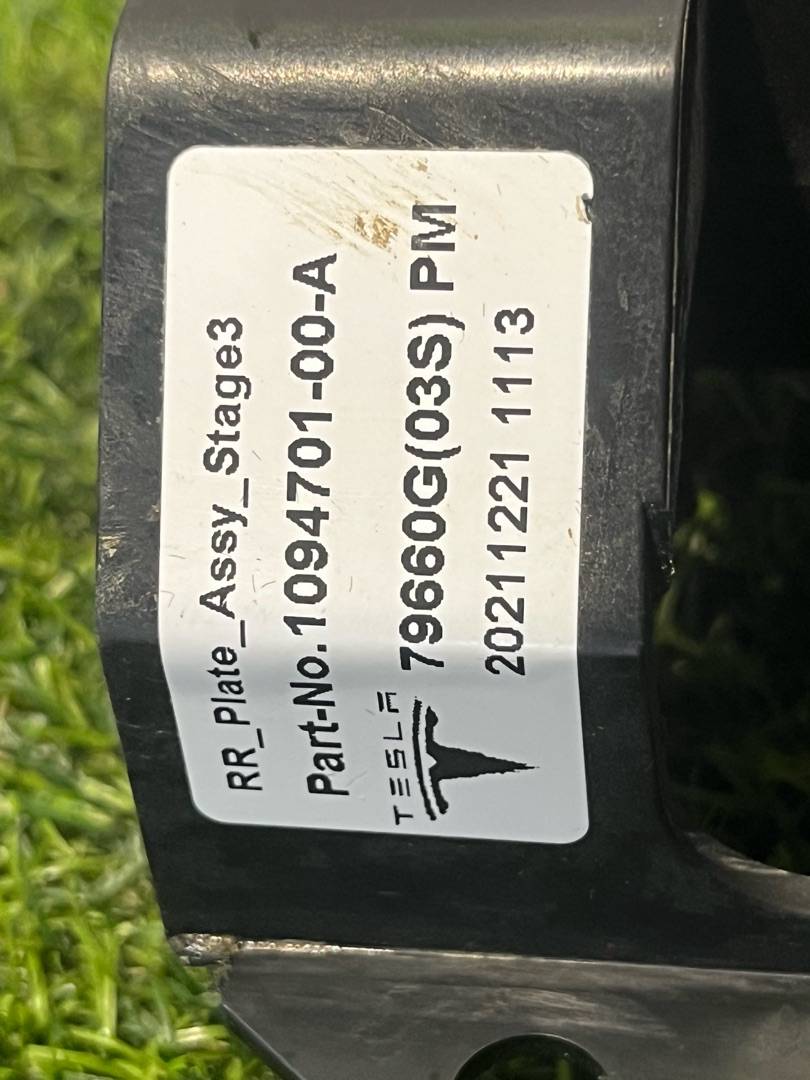 RR_Plate_Assy_Stage3
Part-No.1094701-00-A
TESLA
79660G(03S) PM
20211221 1113